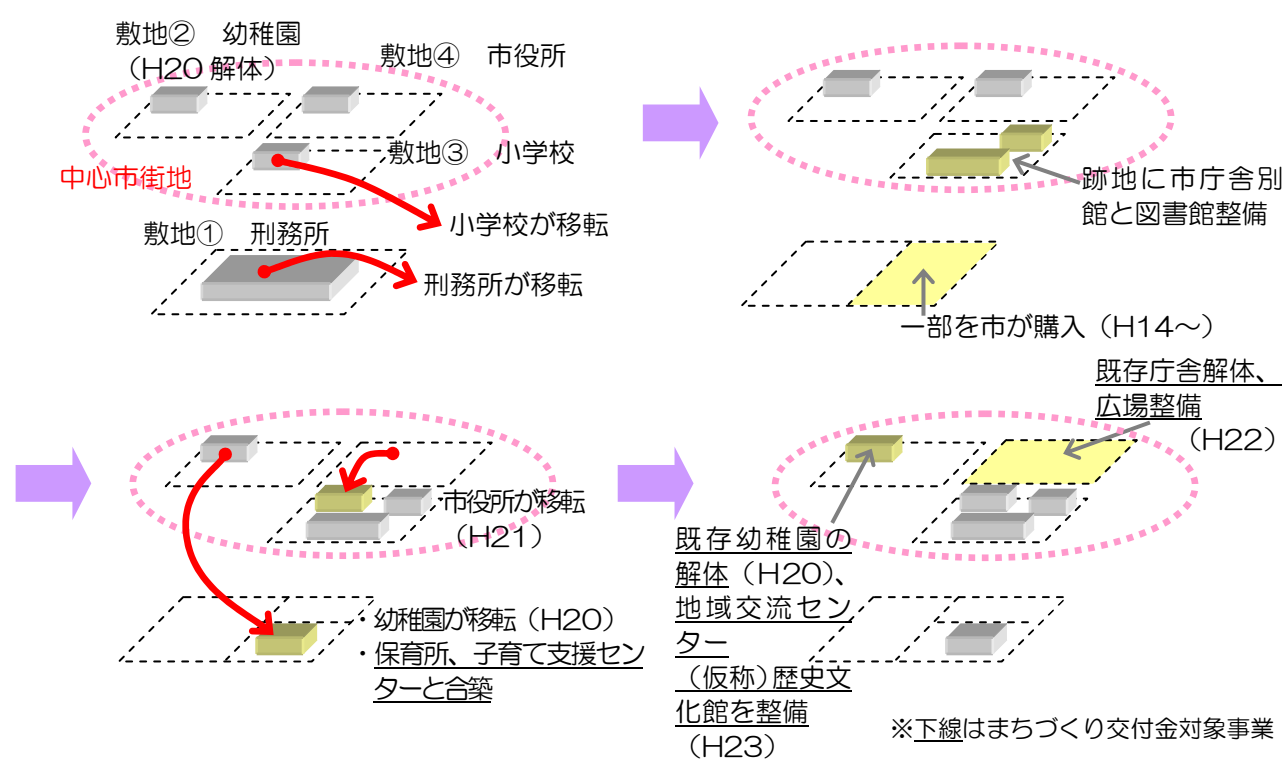 敷地② 幼稚園
（H20 解体）
敷地④ 市役所
敷地③ 小学校
中心市街地
小学校が移転
敷地① 刑務所
刑務所が移転
跡地に市庁舎別
館と図書館整備
一部を市が購入（H14～）
市役所が移転
（H21）
・幼稚園が移転（H20）
・保育所、子育て支援セン
ターと合築
既存庁舎解体、
広場整備
（H22）
既存幼稚園の
解体（H20）、
地域交流セン
ター
（仮称）歴史文
化館を整備
（H23）
※下線はまちづくり交付金対象事業